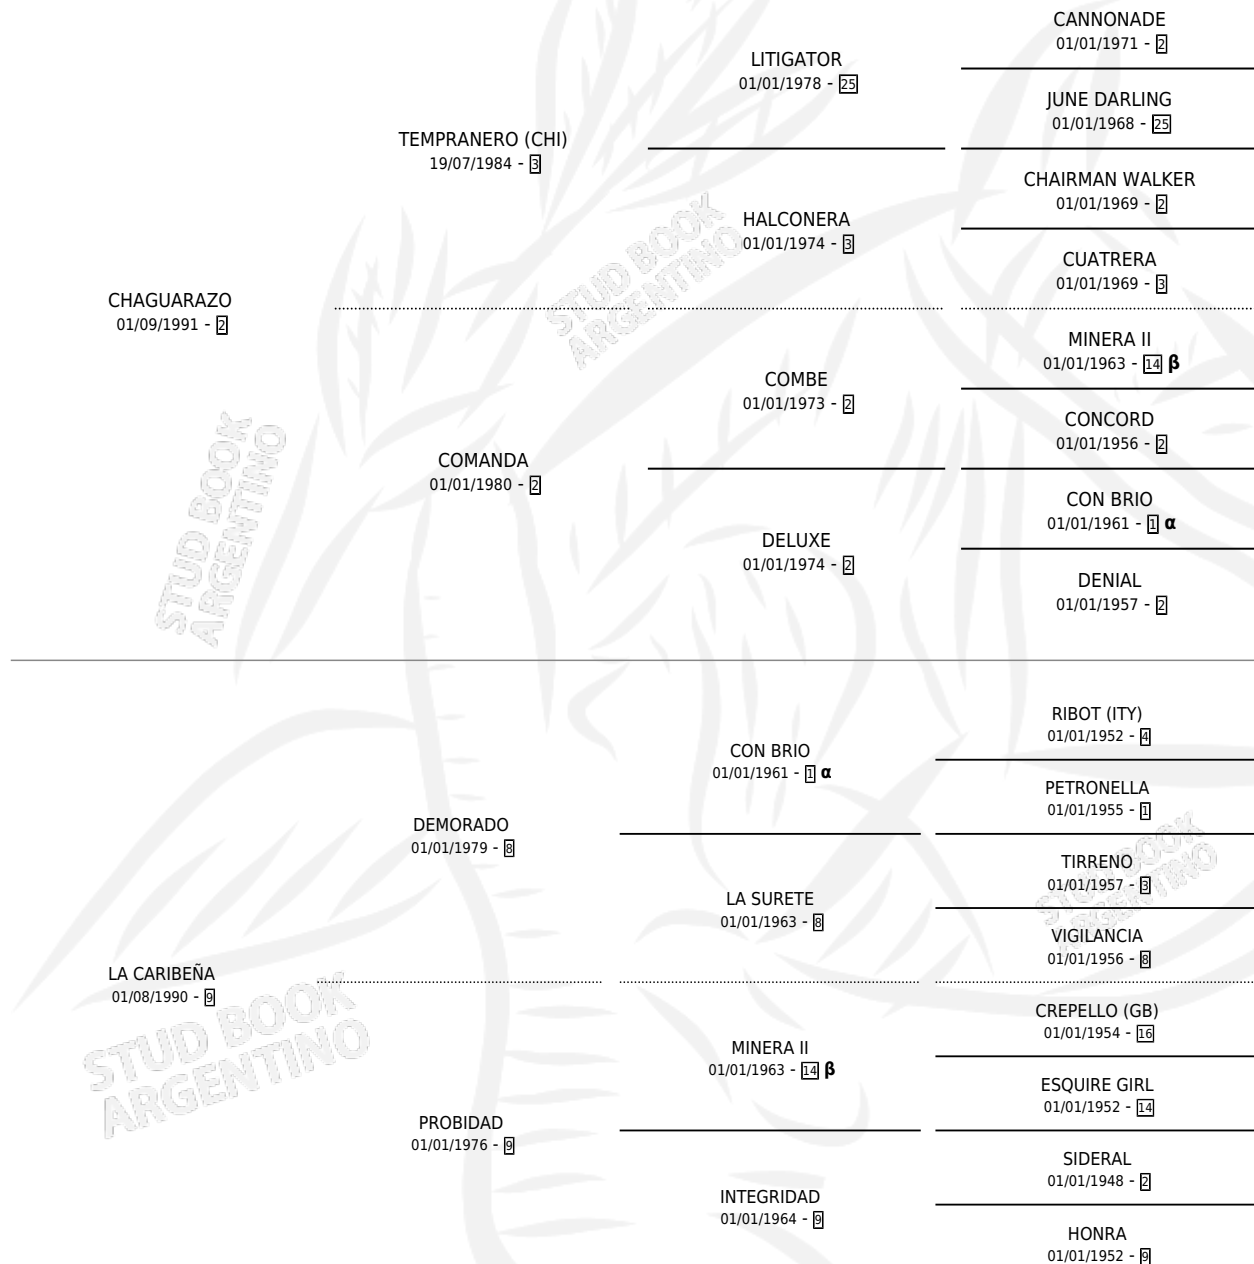 CANNONADE
01/01/1971 - 2
LITIGATOR
01/01/1978 - 25
JUNE DARLING
01/01/1968 - 25
TEMPRANERO (CHI)
19/07/1984 - 3
CHAIRMAN WALKER
01/01/1969 - 2
HALCONERA
01/01/1974 - 3
CUATRERA
01/01/1969 - 3
CHAGUARAZO
01/09/1991 - 2
MINERA II
01/01/1963 - 14 β
COMBE
01/01/1973 - 2
CONCORD
01/01/1956 - 2
COMANDA
01/01/1980 - 2
CON BRIO
01/01/1961 - 1 α
DELUXE
01/01/1974 - 2
DENIAL
01/01/1957 - 2
RIBOT (ITY)
01/01/1952 - 4
CON BRIO
01/01/1961 - 1 α
PETRONELLA
01/01/1955 - 1
DEMORADO
01/01/1979 - 8
TIRRENO
01/01/1957 - 3
LA SURETE
01/01/1963 - 8
VIGILANCIA
01/01/1956 - 8
LA CARIBEÑA
01/08/1990 - 9
CREPELLO (GB)
01/01/1954 - 16
MINERA II
01/01/1963 - 14 β
ESQUIRE GIRL
01/01/1952 - 14
PROBIDAD
01/01/1976 - 9
SIDERAL
01/01/1948 - 2
INTEGRIDAD
01/01/1964 - 9
HONRA
01/01/1952 - 9
STUD BOOK
ARGENTINO
STUD BOOK
ARGENTINO
STUD BOOK
ARGENTINO
STUD BOOK
ARGENTINO